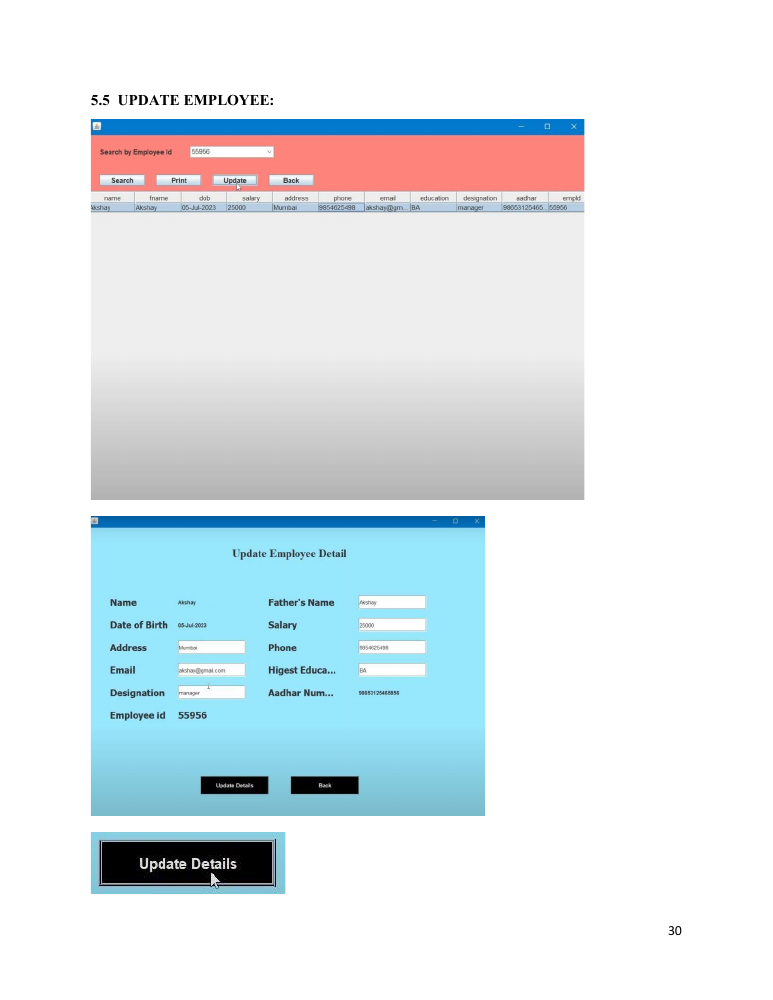 5.5 UPDATE EMPLOYEE:
Search by Employee Id 55956
Search Print Update Back
name fname dob salary address phone email education designation aadhar empId
Akshay Akshay 05-Jul-2023 25000 Mumbai 9854625498 akshay@gm... BA manager 98653125465... 55956
Update Employee Detail
Name Akshay Father's Name Akshay
Date of Birth 05-Jul-2023 Salary 25000
Address Mumbai Phone 9854625498
Email akshay@gmail.com Higest Educa... BA
Designation manager Aadhar Num...
Employee id 55956
Update Details Back
Update Details
30